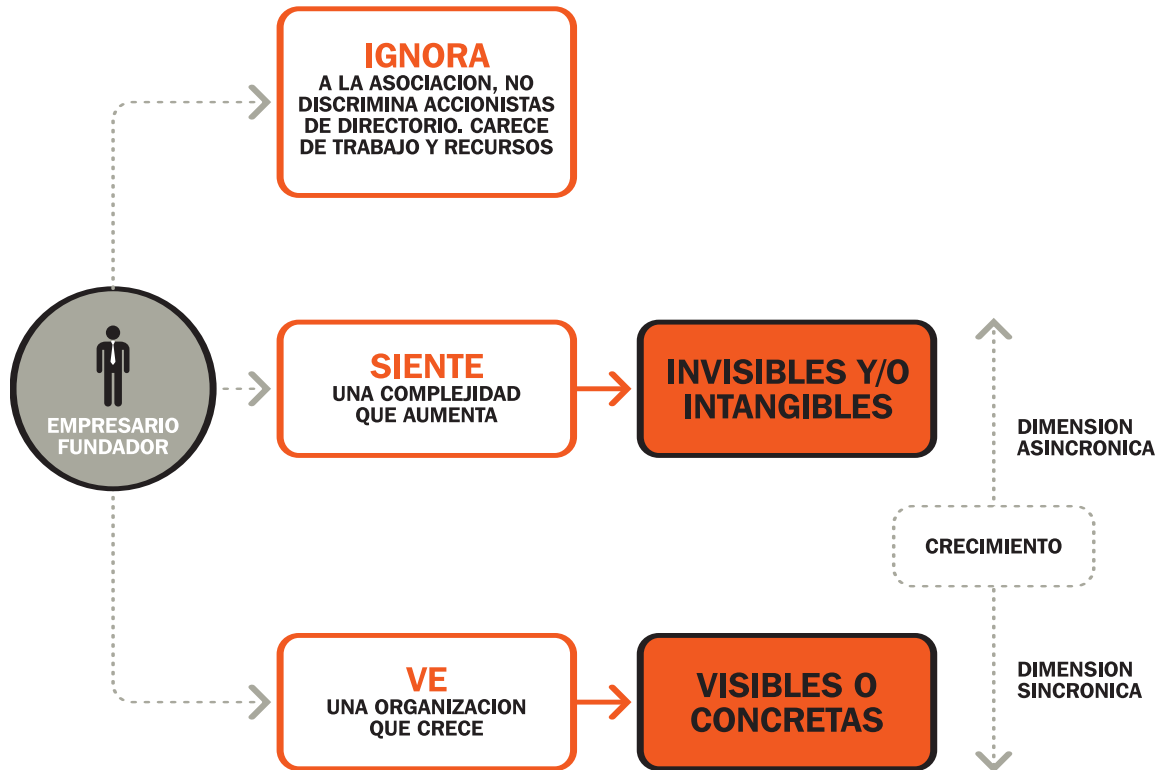 IGNORA
A LA ASOCIACION, NO
DISCRIMINA ACCIONISTAS
DE DIRECTORIO. CARECE
DE TRABAJO Y RECURSOS
EMPRESARIO
FUNDADOR
SIENTE
UNA COMPLEJIDAD
QUE AUMENTA
INVISIBLES Y/O
INTANGIBLES
DIMENSION
ASINCRONICA
CRECIMIENTO
VE
UNA ORGANIZACION
QUE CRECE
VISIBLES O
CONCRETAS
DIMENSION
SINCRONICA